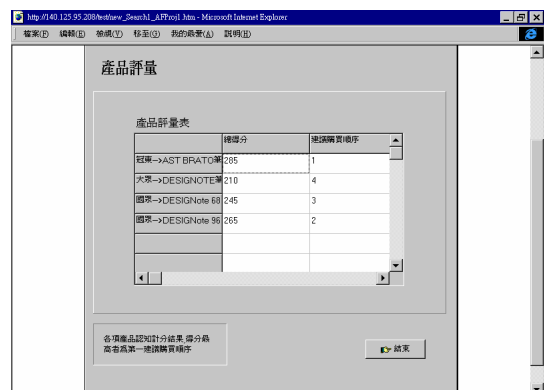 http://140.125.95.208/test/new_Search1_AFProj1.htm - Microsoft Internet Explorer
檔案(F) 編輯(E) 檢視(V) 移至(G) 我的最愛(A) 說明(H)
產品評量
產品評量表
總得分 建議購買順序
冠東-->AST BRATO筆 285 1
大眾-->DESIGNOTE筆 210 4
國眾-->DESIGNote 68 245 3
國眾-->DESIGNote 96 265 2
各項產品認知計分結果,得分最
高者為第一建議購買順序
結束